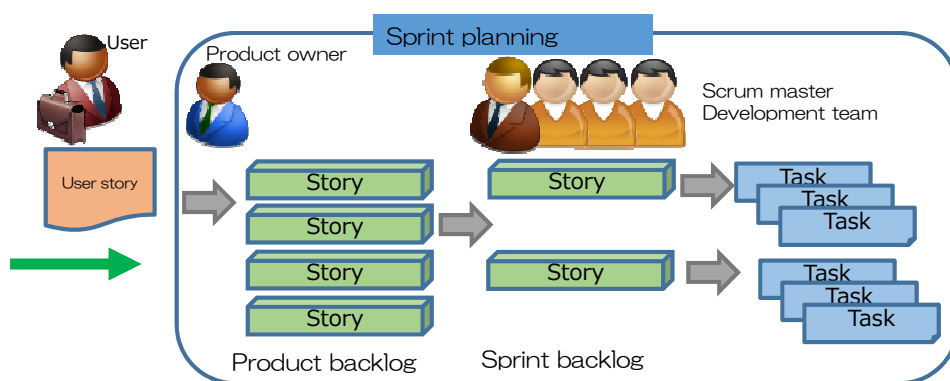 Sprint planning
User
Product owner
Scrum master
Development team
User story
Story
Story
Story
Story
Product backlog
Story
Story
Sprint backlog
Task
Task
Task
Task
Task
Task